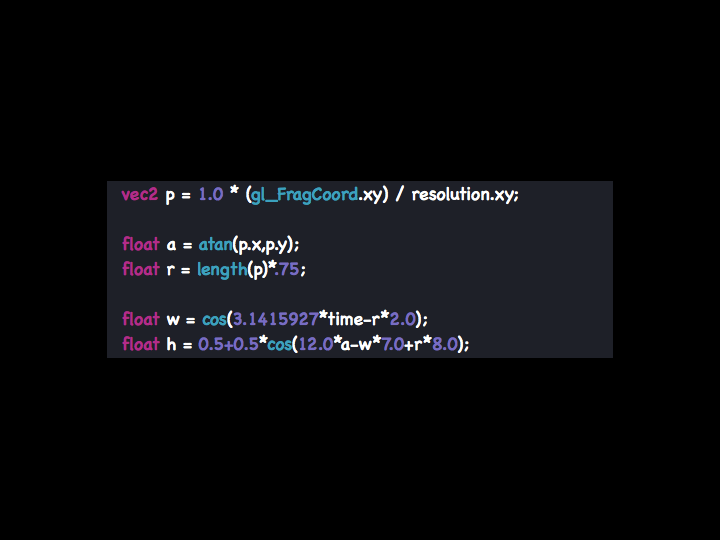 vec2 p = 1.0 * (gl_FragCoord.xy) / resolution.xy;
float a = atan(p.x,p.y);
float r = length(p)*.75;
float w = cos(3.1415927*time-r*2.0);
float h = 0.5+0.5*cos(12.0*a-w*7.0+r*8.0);